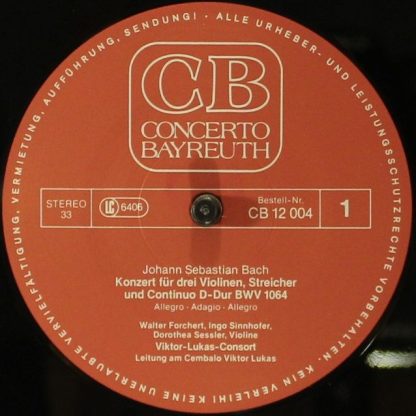 AUFFÜHRUNG, SENDUNG! · ALLE URHEBER- UND LEISTUNGSSCHUTZRECHTE VORBEHALTEN. · KEIN VERLEIH! KEINE UNERLAUBTE VERVIELFÄLTIGUNG, VERMIETUNG,
CB
CONCERTO
BAYREUTH
STEREO
33
LC 6406
Bestell-Nr.
CB 12 004
1
Johann Sebastian Bach
Konzert für drei Violinen, Streicher
und Continuo D-Dur BWV 1064
Allegro - Adagio - Allegro
Walter Forchert, Ingo Sinnhofer,
Dorothea Sessler, Violine
Viktor-Lukas-Consort
Leitung am Cembalo Viktor Lukas